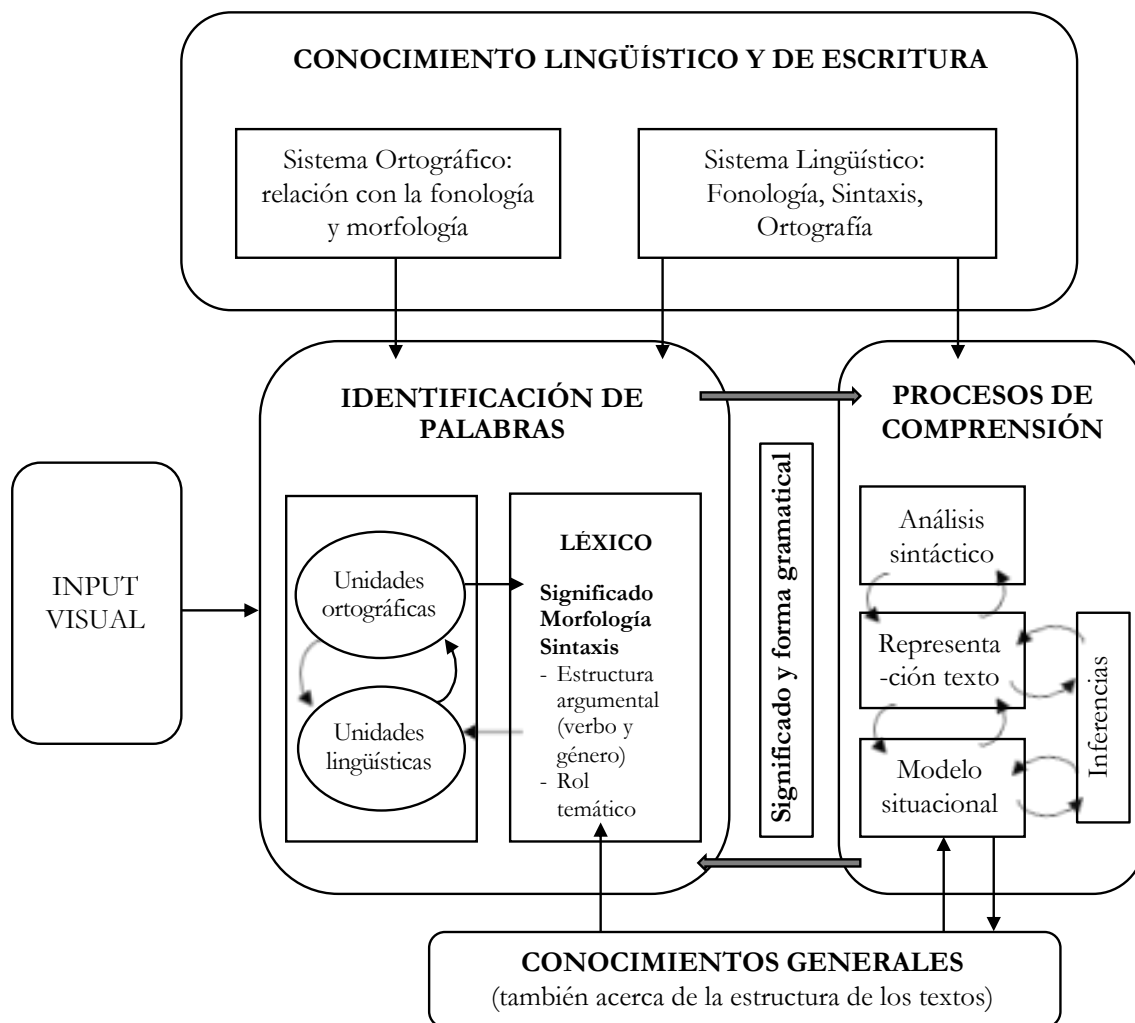 CONOCIMIENTO LINGÜÍSTICO Y DE ESCRITURA
Sistema Ortográfico:
relación con la fonología
y morfología
Sistema Lingüístico:
Fonología, Sintaxis,
Ortografía
IDENTIFICACIÓN DE
PALABRAS
PROCESOS DE
COMPRENSIÓN
INPUT
VISUAL
Unidades
ortográficas
Unidades
lingüísticas
LÉXICO
Significado
Morfología
Sintaxis
- Estructura
argumental
(verbo y
género)
- Rol
temático
Significado y forma gramatical
Análisis
sintáctico
Representa
-ción texto
Modelo
situacional
Inferencias
CONOCIMIENTOS GENERALES
(también acerca de la estructura de los textos)